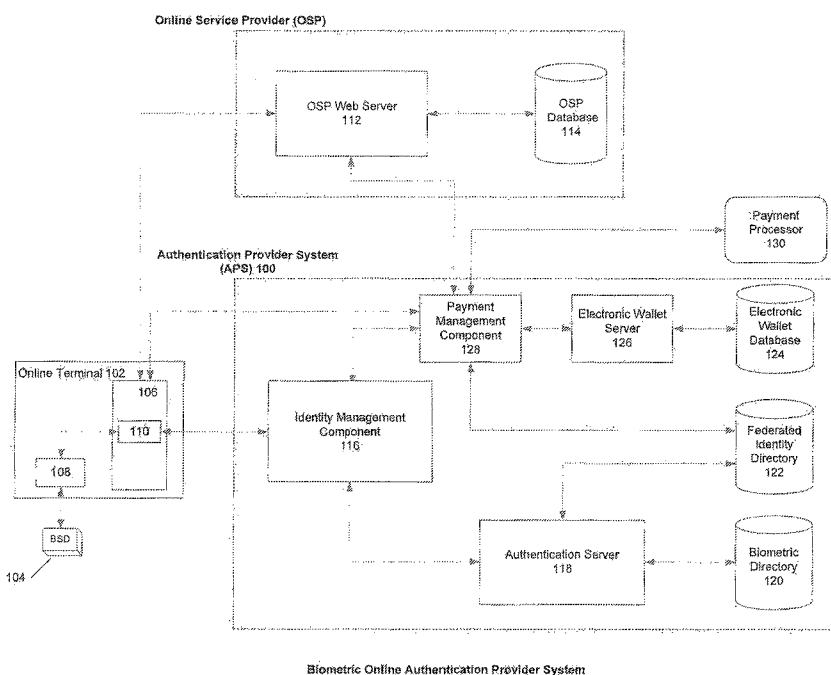 Online Service Provider (OSP)
OSP Web Server
112
OSP
Database
114
Payment
Processor
130
Authentication Provider System
(APS) 100
Payment
Management
Component
128
Electronic Wallet
Server
126
Electronic
Wallet
Database
124
Online Terminal 102
106
110
108
BSD
104
Identity Management
Component
116
Federated
Identity
Directory
122
Authentication Server
118
Biometric
Directory
120
Biometric Online Authentication Provider System